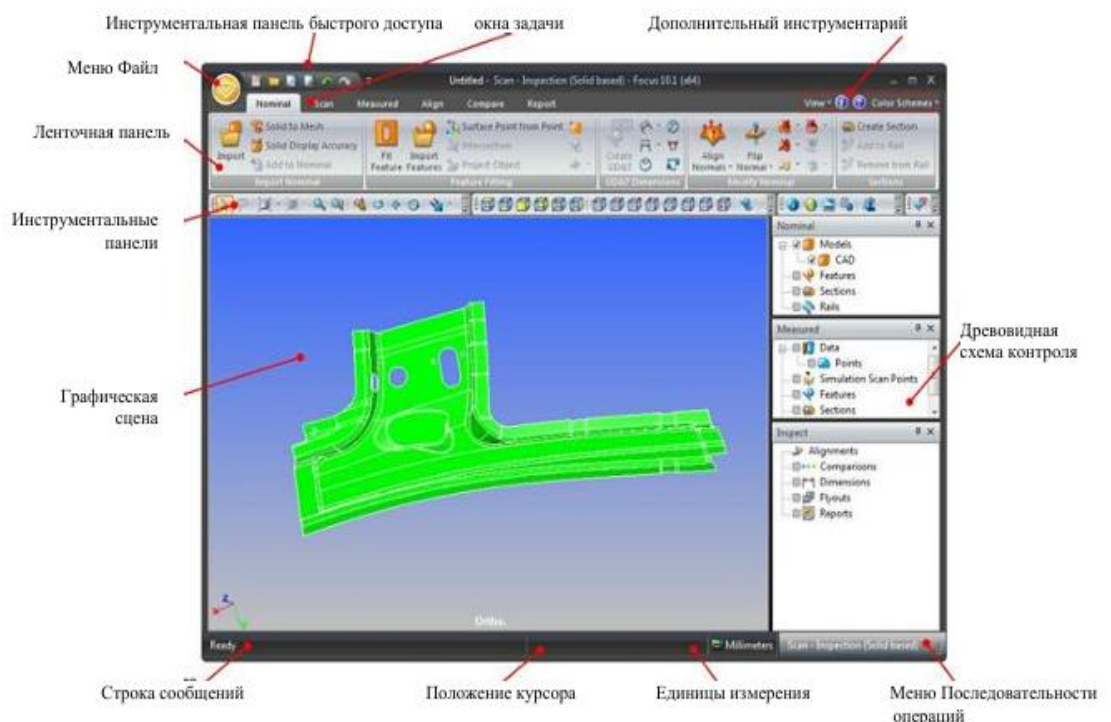 Инструментальная панель быстрого доступа
окна задачи
Дополнительный инструментарий
Меню Файл
Untitled - Scan - Inspection (Solid based) - Focus 10.1 (x64)
Nominal Scan Measured Align Compare Report
View Color Schemes
Ленточная панель
Import
Solid to Mesh
Solid Display Accuracy
Add to Nominal
Import Nominal
Fit Feature
Import Features
Surface Point from Point
Intersection
Project Object
Feature Fitting
Create GD&T
GD&T Dimensions
Align Normals
Flip Normal
Modify Nominal
Create Section
Add to Rail
Remove from Rail
Sections
Инструментальные
панели
Nominal
Models
CAD
Features
Sections
Rails
Measured
Data
Points
Simulation Scan Points
Features
Sections
Древовидная
схема контроля
Графическая
сцена
Inspect
Alignments
Comparisons
Dimensions
Flyouts
Reports
Z
X
Y
Ortho.
Ready
Millimeters
Scan - Inspection (Solid based)
Строка сообщений
Положение курсора
Единицы измерения
Меню Последовательности
операций